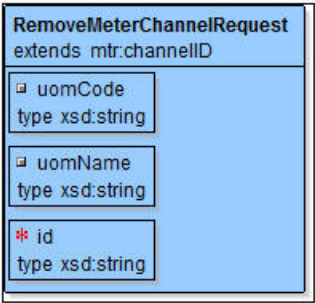 RemoveMeterChannelRequest
extends mtr:channelID
uomCode
type xsd:string
uomName
type xsd:string
* id
type xsd:string